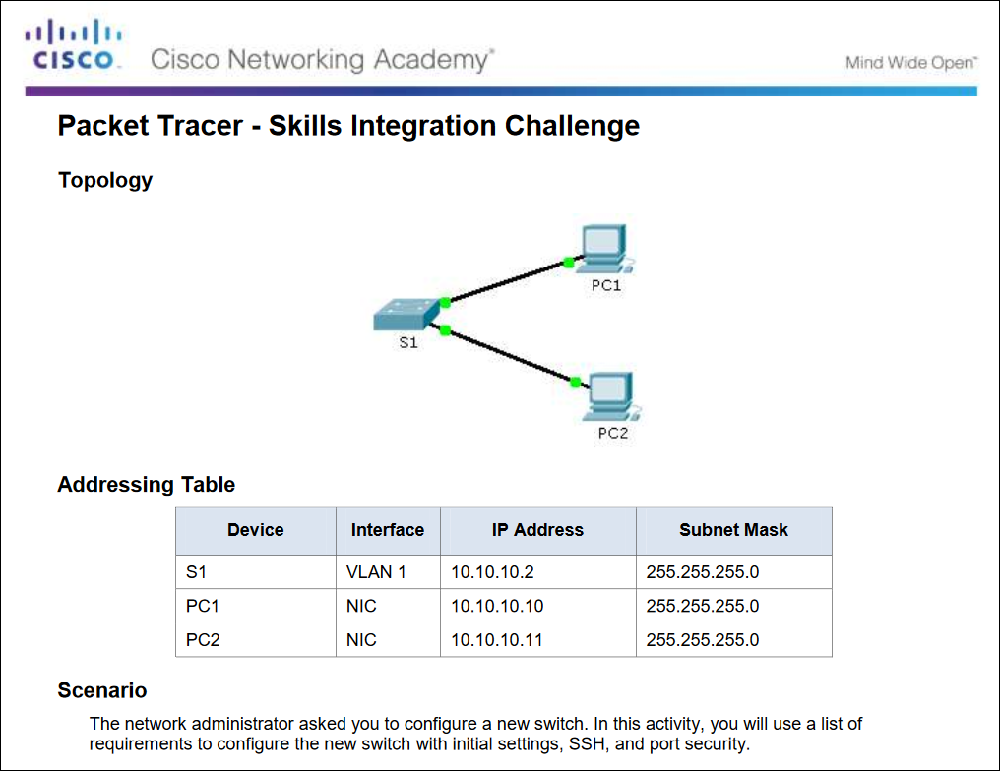 CISCO
Cisco Networking Academy®
Mind Wide Open™
Packet Tracer - Skills Integration Challenge
Topology
PC1
S1
PC2
Addressing Table
Device Interface IP Address Subnet Mask
S1 VLAN 1 10.10.10.2 255.255.255.0
PC1 NIC 10.10.10.10 255.255.255.0
PC2 NIC 10.10.10.11 255.255.255.0
Scenario
The network administrator asked you to configure a new switch. In this activity, you will use a list of
requirements to configure the new switch with initial settings, SSH, and port security.